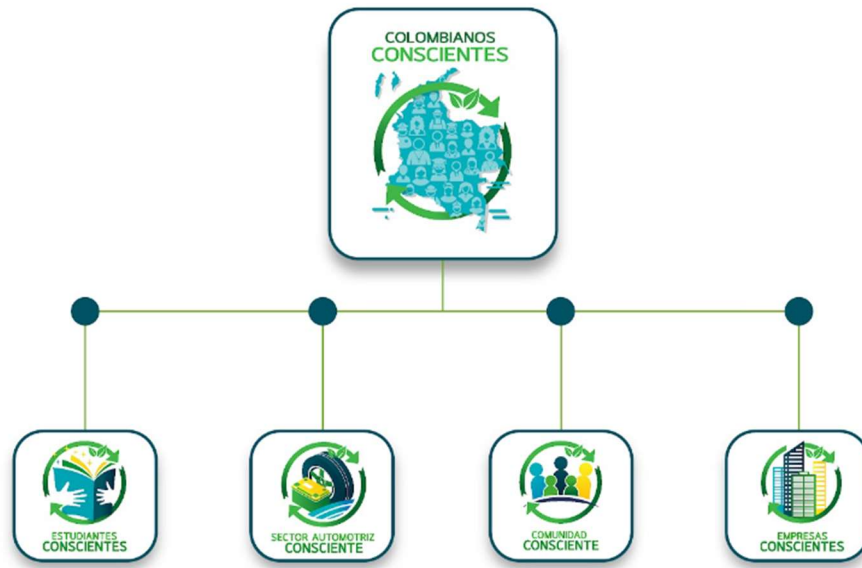 COLOMBIANOS
CONSCIENTES
ESTUDIANTES
CONSCIENTES
SECTOR AUTOMOTRIZ
CONSCIENTE
COMUNIDAD
CONSCIENTE
EMPRESAS
CONSCIENTES